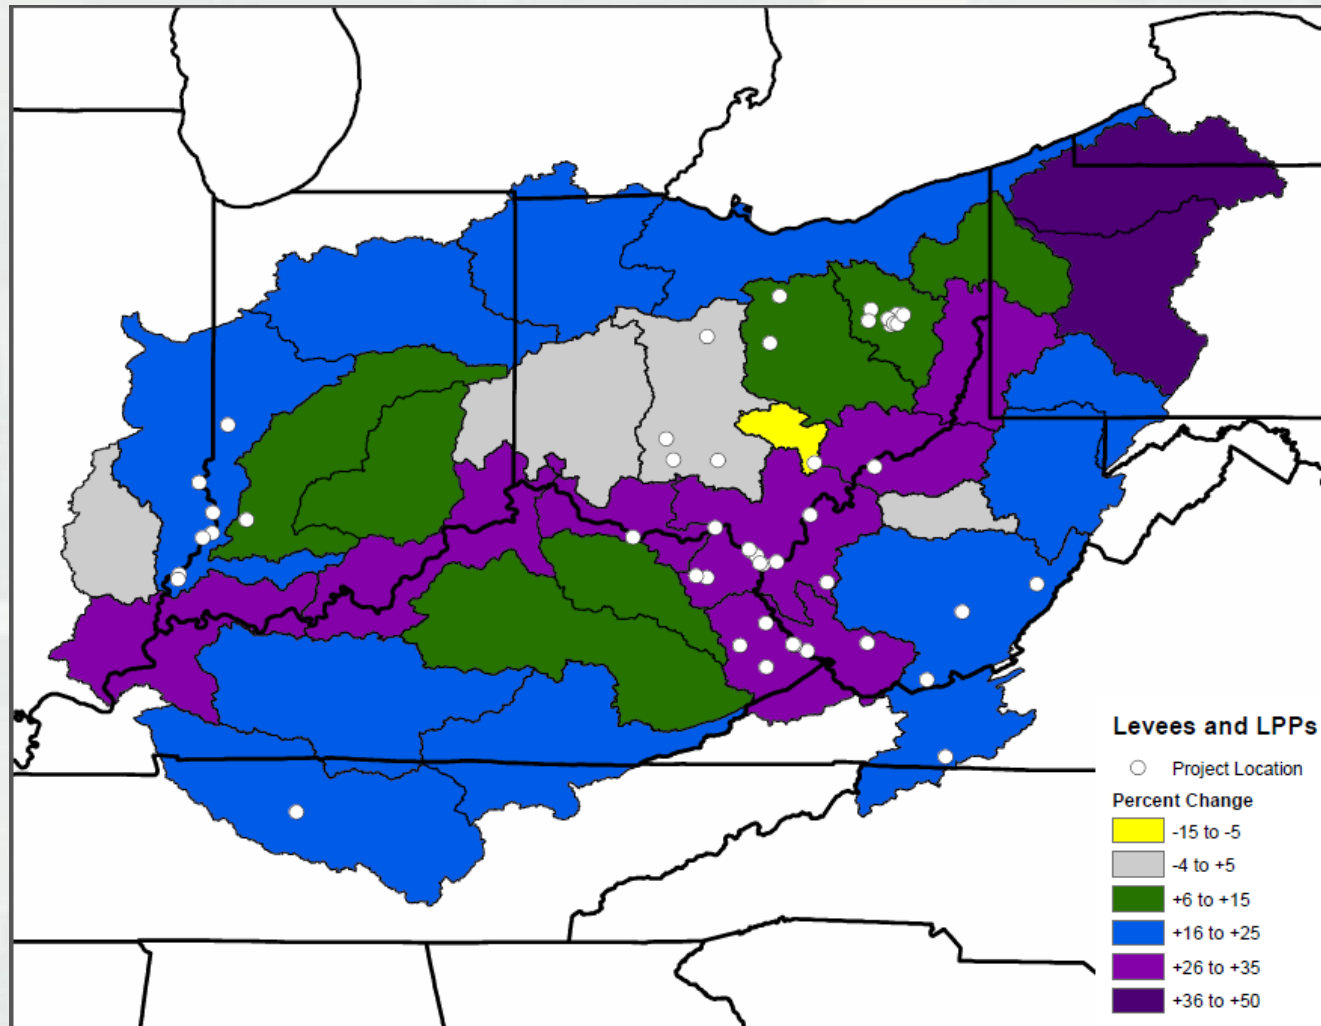 Levees and LPPs
Project Location
Percent Change
-15 to -5
-4 to +5
+6 to +15
+16 to +25
+26 to +35
+36 to +50